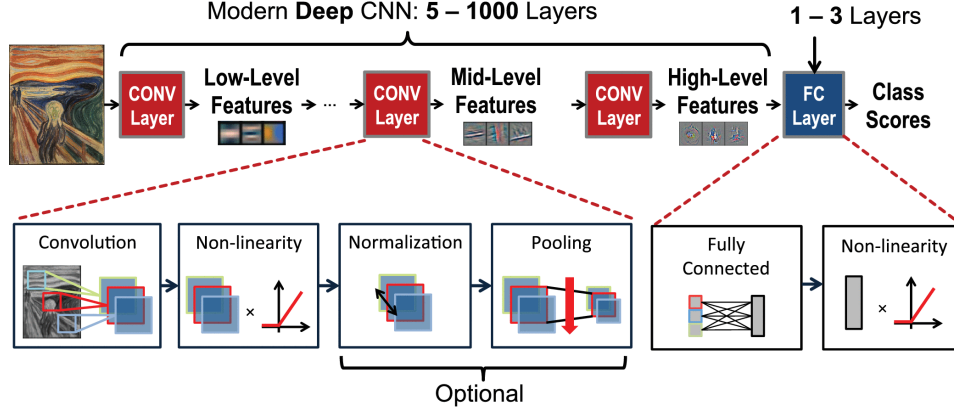 Modern Deep CNN: 5 – 1000 Layers
1 – 3 Layers
CONV
Layer
Low-Level
Features
...
CONV
Layer
Mid-Level
Features
CONV
Layer
High-Level
Features
FC
Layer
Class
Scores
Convolution
Non-linearity
×
Normalization
Pooling
Fully
Connected
Non-linearity
×
Optional